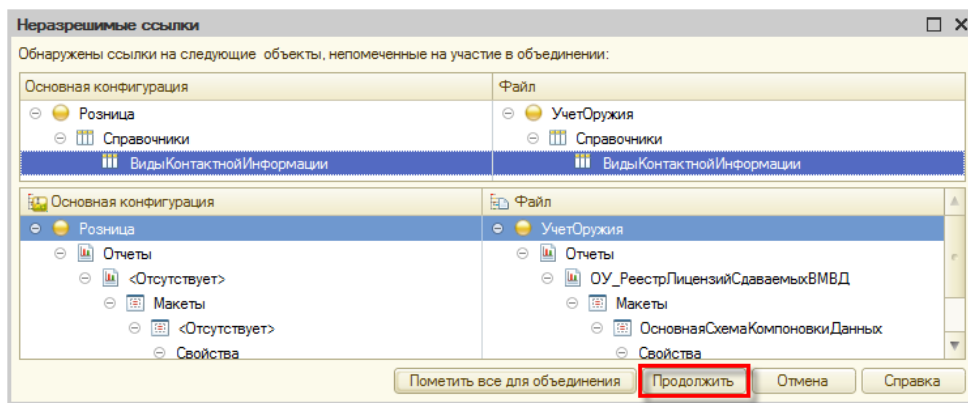 Неразрешимые ссылки
Обнаружены ссылки на следующие объекты, непомеченные на участие в объединении:
Основная конфигурация Файл
Розница УчетОружия
Справочники Справочники
ВидыКонтактнойИнформации ВидыКонтактнойИнформации
Основная конфигурация Файл
Розница УчетОружия
Отчеты Отчеты
<Отсутствует> ОУ_РеестрЛицензийСдаваемыхВМВД
Макеты Макеты
<Отсутствует> ОсновнаяСхемаКомпоновкиДанных
Свойства Свойства
Пометить все для объединения Продолжить Отмена Справка